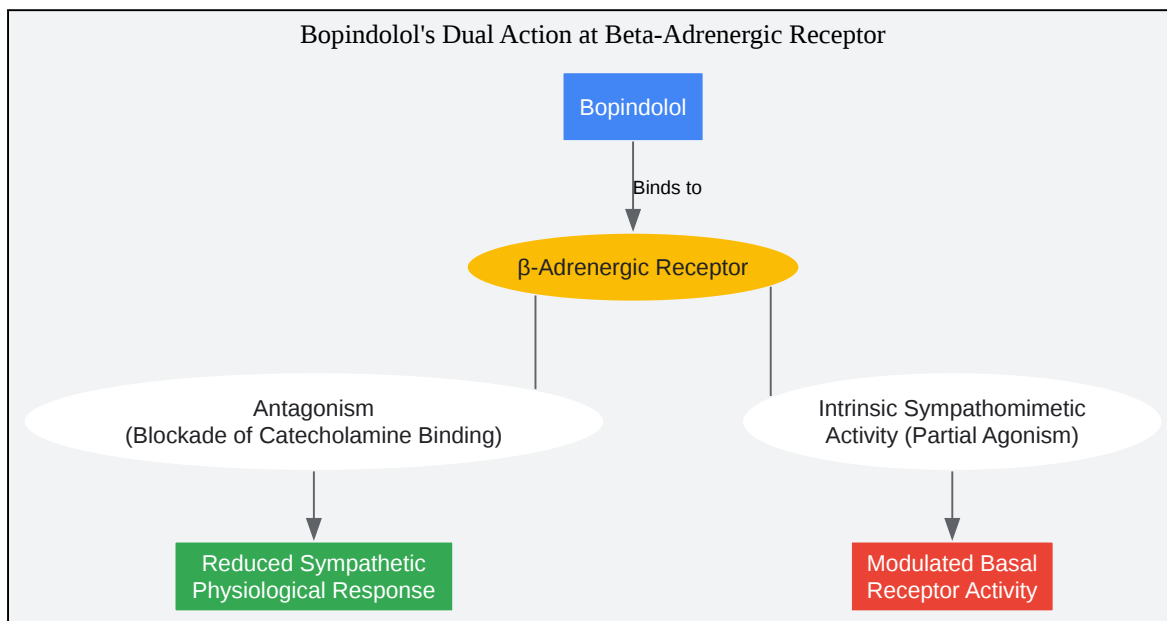 Bopindolol's Dual Action at Beta-Adrenergic Receptor
Bopindolol
Binds to
β-Adrenergic Receptor
Antagonism
(Blockade of Catecholamine Binding)
Intrinsic Sympathomimetic
Activity (Partial Agonism)
Reduced Sympathetic
Physiological Response
Modulated Basal
Receptor Activity